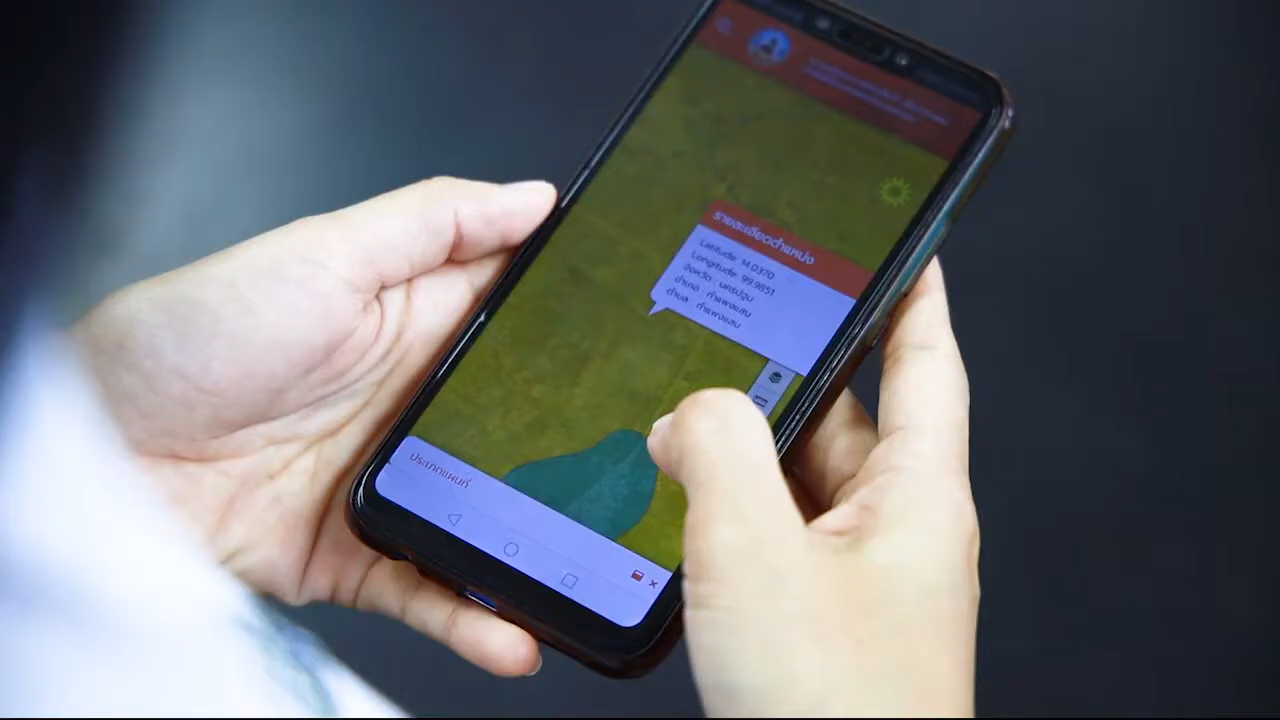 รายละเอียดตำแหน่ง
Latitude: 14.0370
Longitude: 99.9851
จังหวัด : นครปฐม
อำเภอ : กำแพงแสน
ตำบล : กำแพงแสน
ประเภทแผนที่